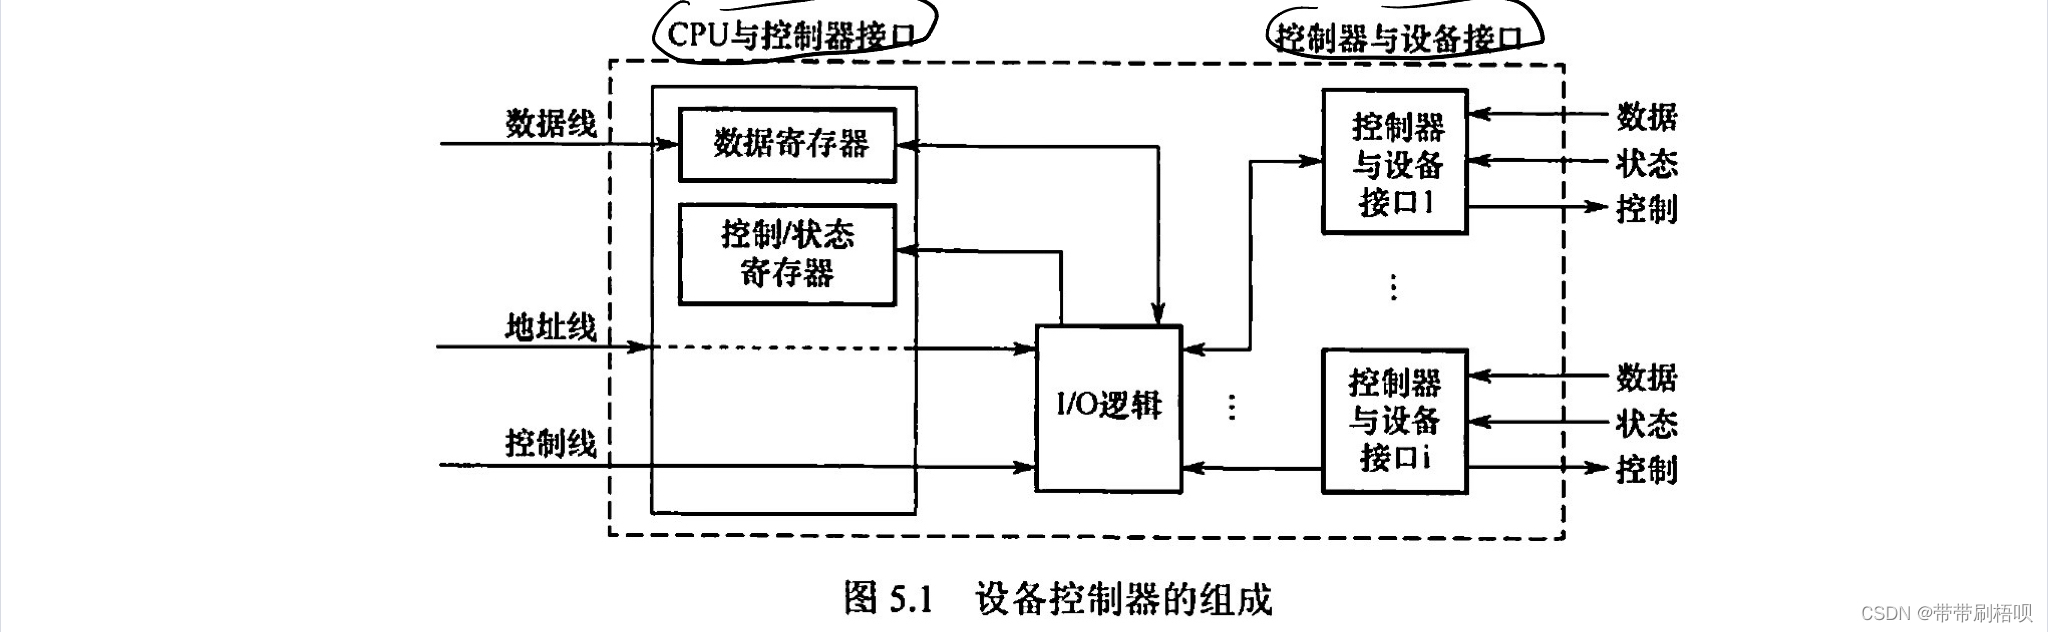 CPU与控制器接口
控制器与设备接口
数据线
数据寄存器
控制/状态
寄存器
地址线
控制线
I/O逻辑
控制器
与设备
接口1
数据
状态
控制
⋮
⋮
控制器
与设备
接口i
数据
状态
控制
图 5.1 设备控制器的组成
CSDN @带带刷梧呗